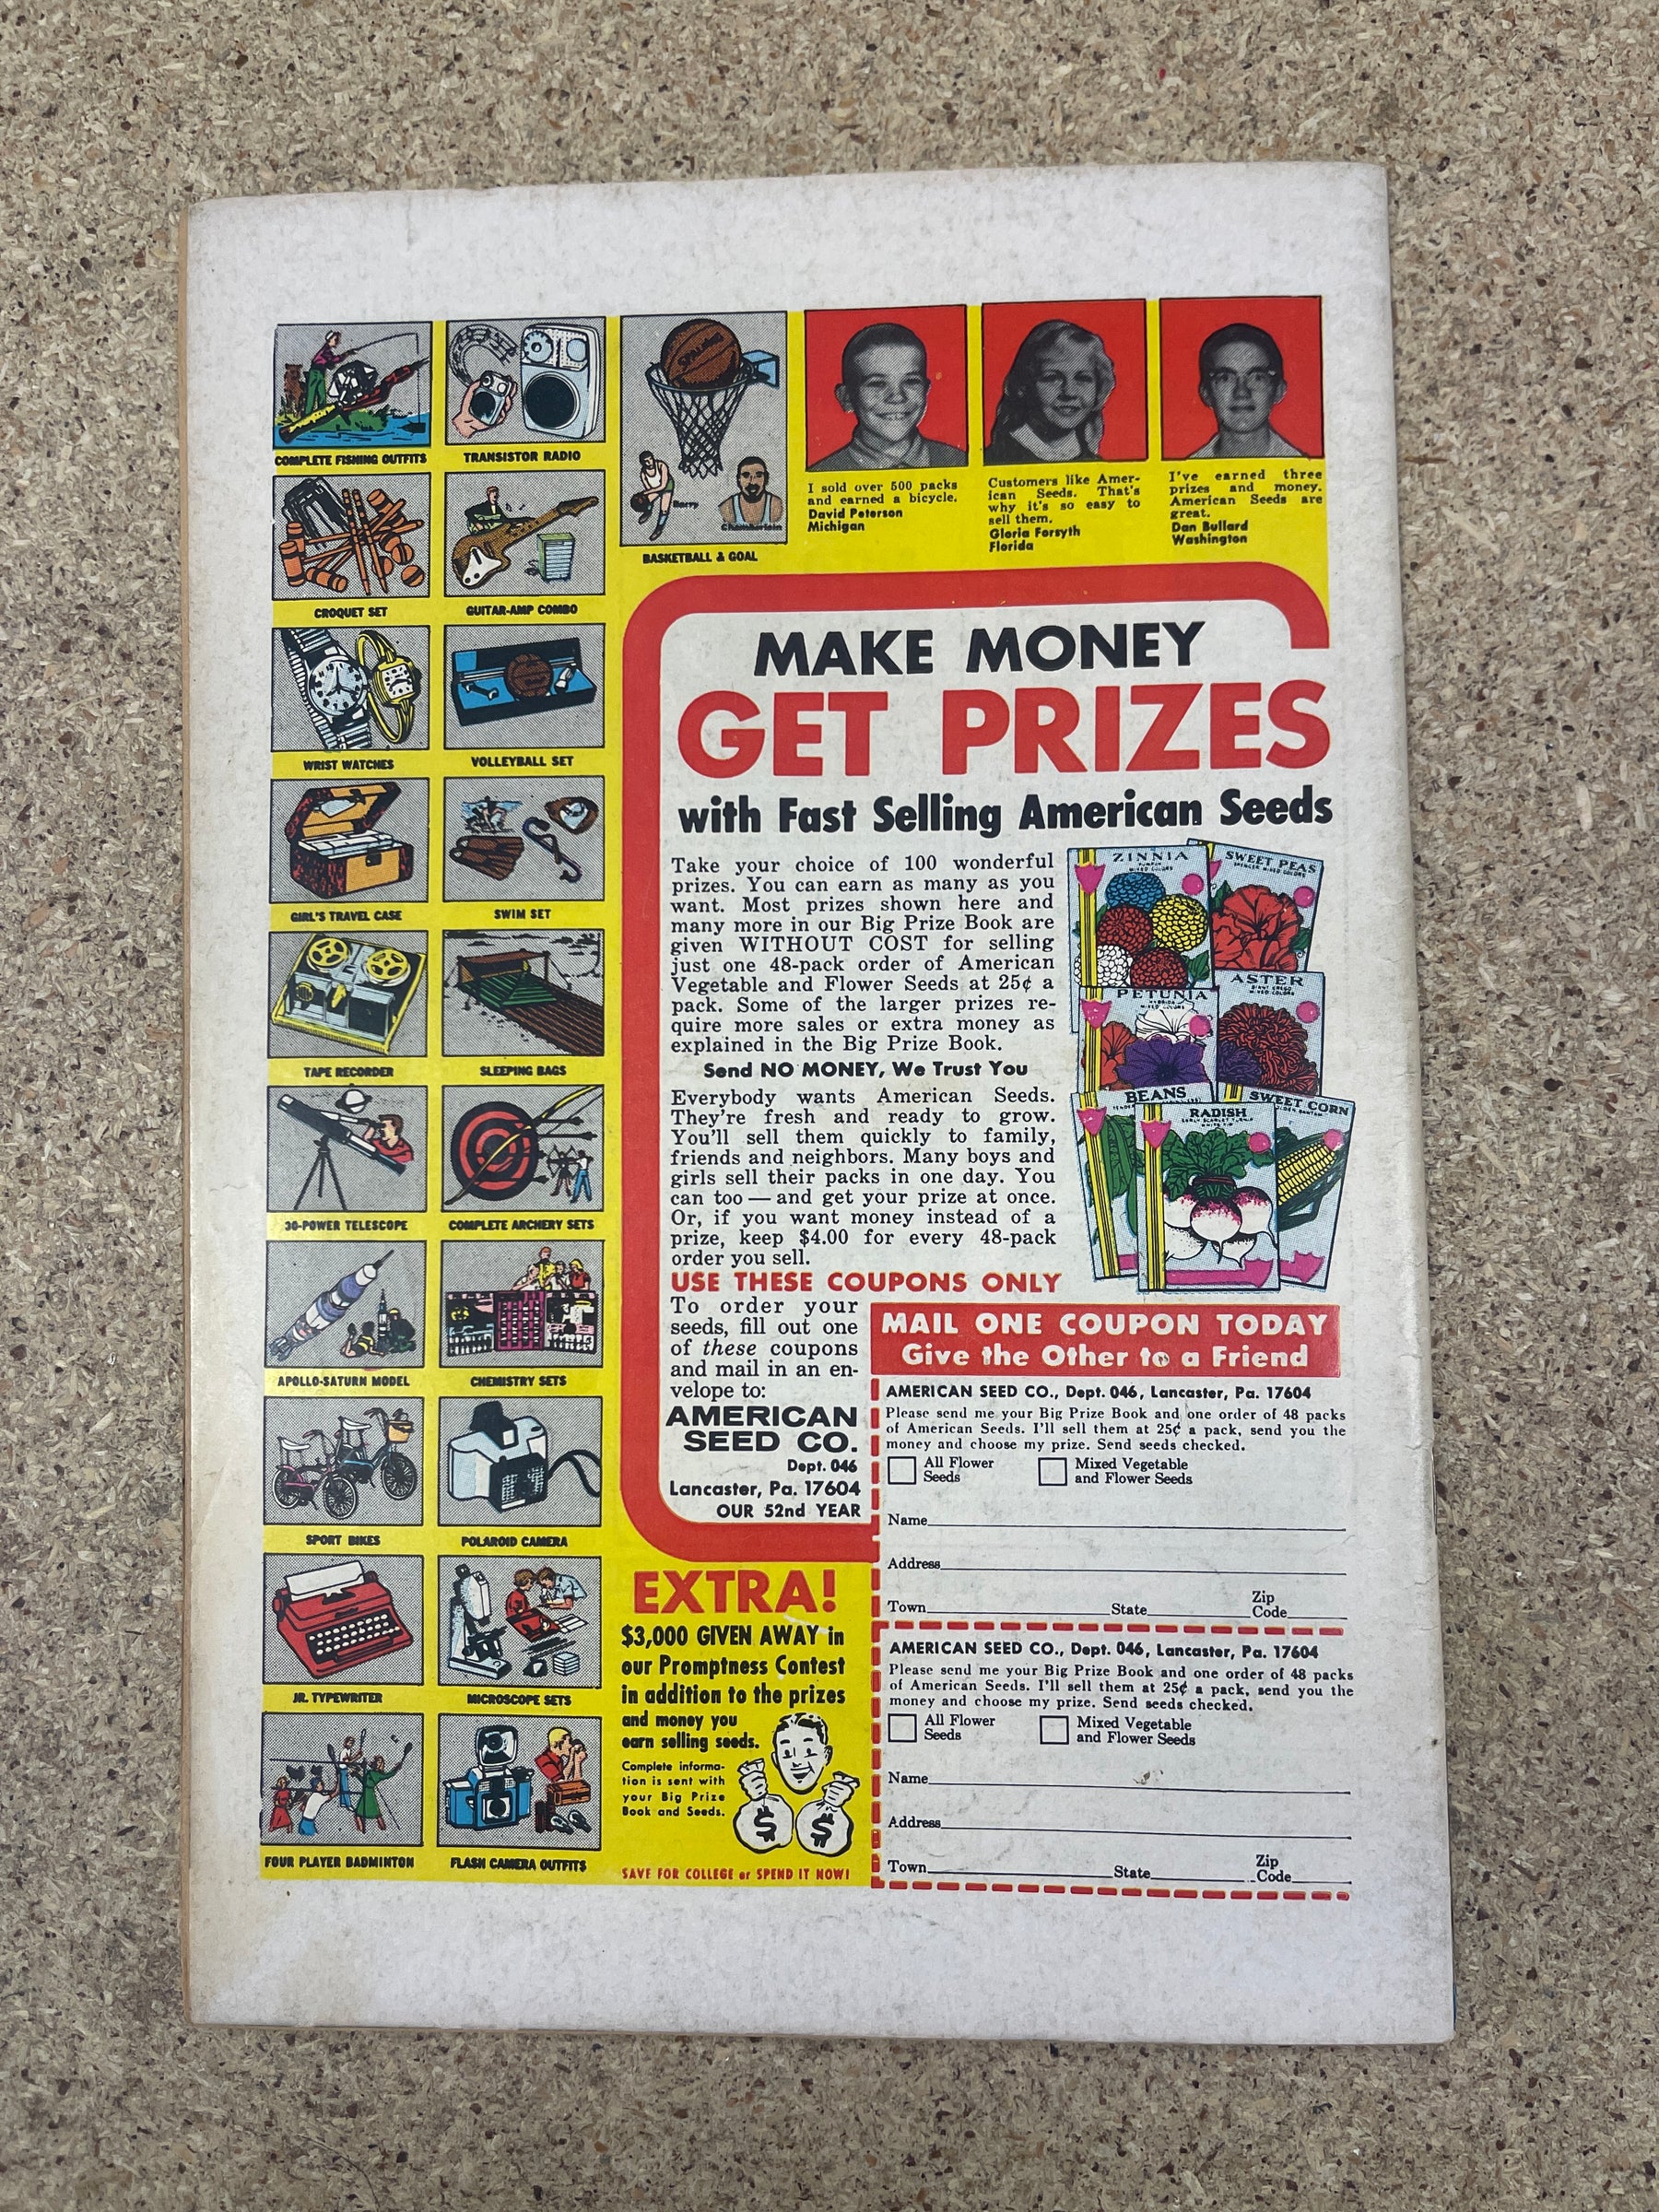 COMPLETE FISHING OUTFITS
TRANSISTOR RADIO
SPALDING
Barry
Chamberlain
BASKETBALL & GOAL
CROQUET SET
GUITAR-AMP COMBO
WRIST WATCHES
VOLLEYBALL SET
GIRL'S TRAVEL CASE
SWIM SET
TAPE RECORDER
SLEEPING BAGS
30-POWER TELESCOPE
COMPLETE ARCHERY SETS
APOLLO-SATURN MODEL
CHEMISTRY SETS
SPORT BIKES
POLAROID CAMERA
JR. TYPEWRITER
MICROSCOPE SETS
FOUR PLAYER BADMINTON
FLASH CAMERA OUTFITS
I sold over 500 packs
and earned a bicycle.
David Peterson
Michigan
Customers like Amer-
ican Seeds. That's
why it's so easy to
sell them.
Gloria Forsyth
Florida
I've earned three
prizes and money.
American Seeds are
great.
Dan Bullard
Washington
MAKE MONEY
GET PRIZES
with Fast Selling American Seeds
Take your choice of 100 wonderful
prizes. You can earn as many as you
want. Most prizes shown here and
many more in our Big Prize Book are
given WITHOUT COST for selling
just one 48-pack order of American
Vegetable and Flower Seeds at 25¢ a
pack. Some of the larger prizes re-
quire more sales or extra money as
explained in the Big Prize Book.
Send NO MONEY, We Trust You
Everybody wants American Seeds.
They're fresh and ready to grow.
You'll sell them quickly to family,
friends and neighbors. Many boys and
girls sell their packs in one day. You
can too — and get your prize at once.
Or, if you want money instead of a
prize, keep $4.00 for every 48-pack
order you sell.
ZINNIA
MIXED COLORS
SWEET PEAS
SPENCER MIXED COLORS
PETUNIA
MIXED COLORS
ASTER
MIXED COLORS
BEANS
SWEET CORN
RADISH
EARLY SCARLET TURNIP
WHITE TIP
USE THESE COUPONS ONLY
To order your
seeds, fill out one
of these coupons
and mail in an en-
velope to:
AMERICAN
SEED CO.
Dept. 046
Lancaster, Pa. 17604
OUR 52nd YEAR
MAIL ONE COUPON TODAY
Give the Other to a Friend
AMERICAN SEED CO., Dept. 046, Lancaster, Pa. 17604
Please send me your Big Prize Book and one order of 48 packs
of American Seeds. I'll sell them at 25¢ a pack, send you the
money and choose my prize. Send seeds checked.
All Flower
Seeds
Mixed Vegetable
and Flower Seeds
Name
Address
Town State Zip
Code
AMERICAN SEED CO., Dept. 046, Lancaster, Pa. 17604
Please send me your Big Prize Book and one order of 48 packs
of American Seeds. I'll sell them at 25¢ a pack, send you the
money and choose my prize. Send seeds checked.
All Flower
Seeds
Mixed Vegetable
and Flower Seeds
Name
Address
Town State Zip
Code
EXTRA!
$3,000 GIVEN AWAY in
our Promptness Contest
in addition to the prizes
and money you
earn selling seeds.
Complete informa-
tion is sent with
your Big Prize
Book and Seeds.
$ $
SAVE FOR COLLEGE or SPEND IT NOW!